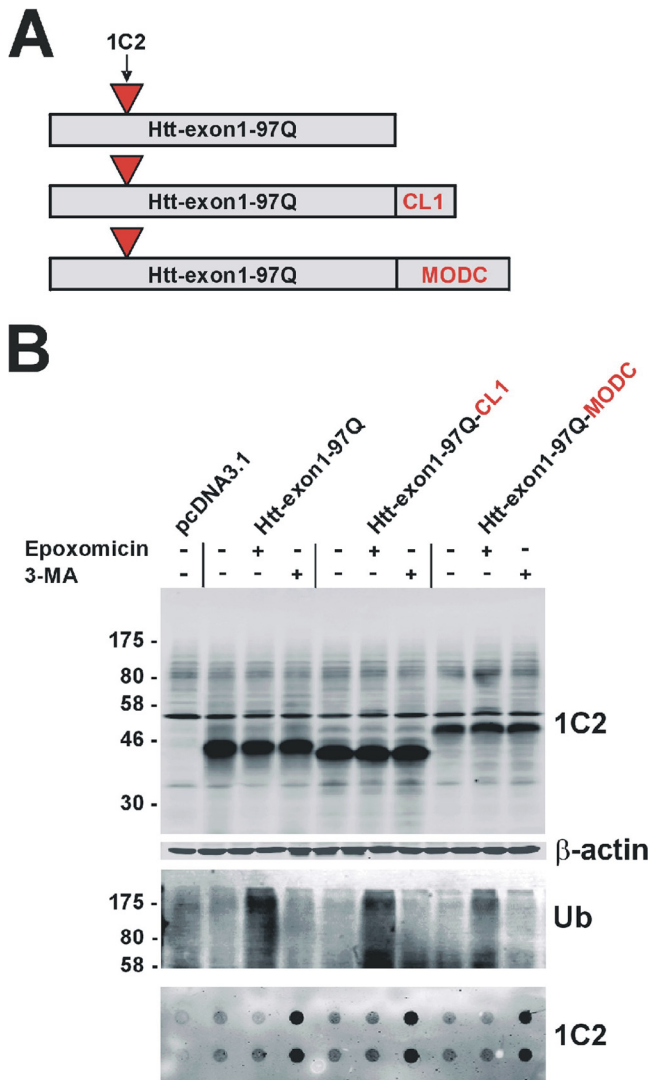 A
1C2
Htt-exon1-97Q
Htt-exon1-97Q CL1
Htt-exon1-97Q MODC
B
pcDNA3.1 Htt-exon1-97Q Htt-exon1-97Q-CL1 Htt-exon1-97Q-MODC
Epoxomicin - - + - - + - - + -
3-MA - - - + - - + - - +
175 -
80 -
58 -
46 -
30 -
1C2
β-actin
175 -
80 -
58 -
Ub
1C2